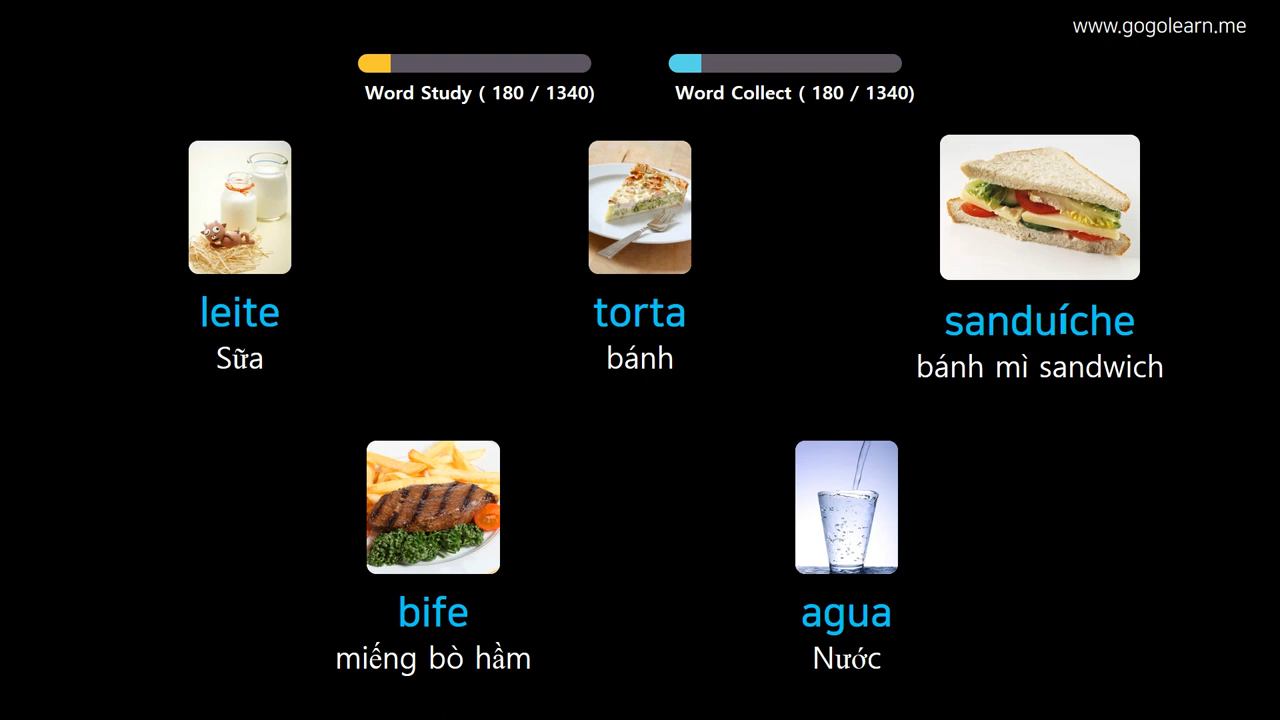 www.gogolearn.me
Word Study ( 180 / 1340)
Word Collect ( 180 / 1340)
leite
Sữa
torta
bánh
sanduíche
bánh mì sandwich
bife
miếng bò hầm
agua
Nước